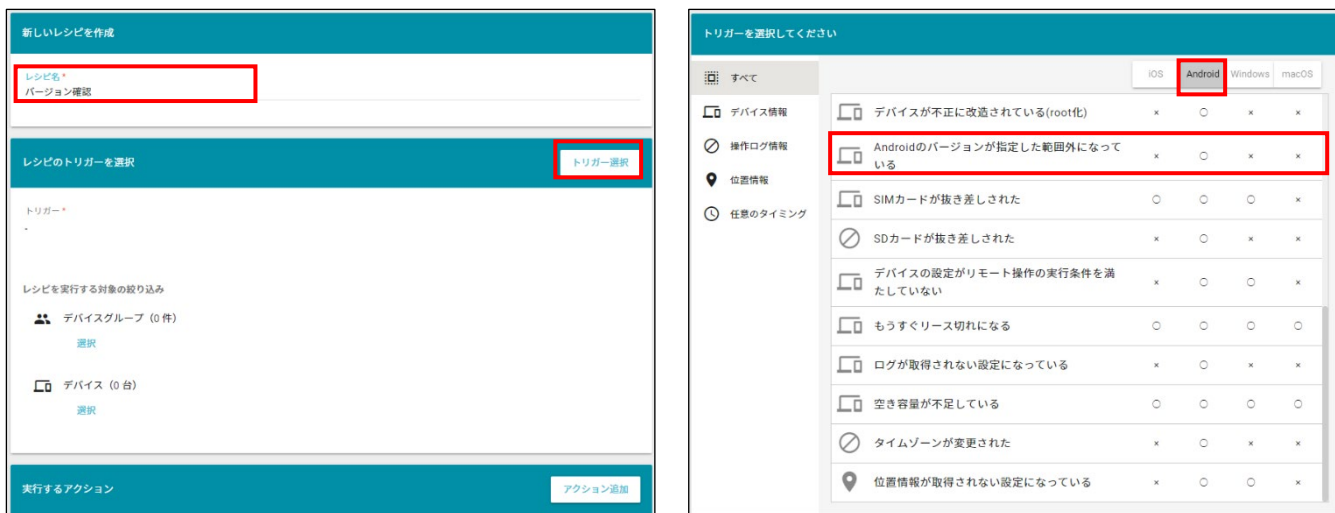 新しいレシピを作成
レシピ名*
バージョン確認
レシピのトリガーを選択
トリガー選択
トリガー*
-
レシピを実行する対象の絞り込み
デバイスグループ (0 件)
選択
デバイス (0 台)
選択
実行するアクション
アクション追加
トリガーを選択してください
すべて
デバイス情報
操作ログ情報
位置情報
任意のタイミング
iOS Android Windows macOS
デバイスが不正に改造されている(root化) × ○ × ×
Androidのバージョンが指定した範囲外になって
いる × ○ × ×
SIMカードが抜き差しされた ○ ○ ○ ×
SDカードが抜き差しされた × ○ × ×
デバイスの設定がリモート操作の実行条件を満
たしていない × ○ ○ ×
もうすぐリース切れになる ○ ○ ○ ○
ログが取得されない設定になっている × ○ × ×
空き容量が不足している ○ ○ ○ ○
タイムゾーンが変更された × ○ × ×
位置情報が取得されない設定になっている × ○ ○ ×